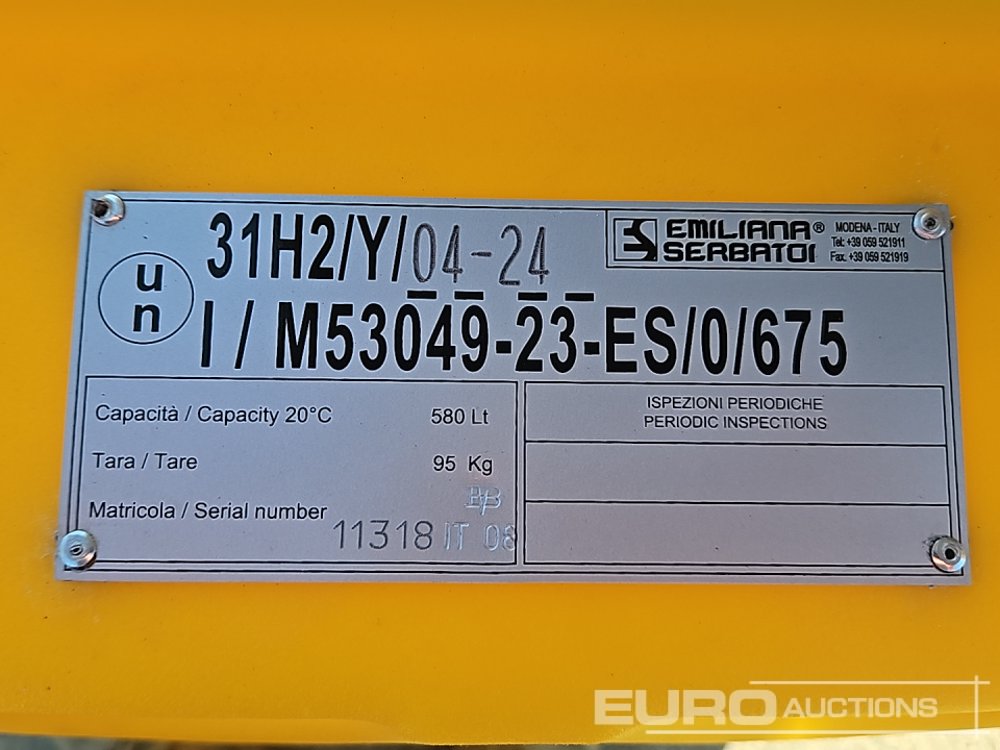 un
31H2/Y/04-24
I / M53049-23-ES/0/675
EMILIANA® SERBATOI
MODENA - ITALY
Tel: +39 059 521911
Fax. +39 059 521919
Capacità / Capacity 20°C 580 Lt
Tara / Tare 95 Kg
Matricola / Serial number 11318 IT 08
ISPEZIONI PERIODICHE
PERIODIC INSPECTIONS
EURO AUCTIONS